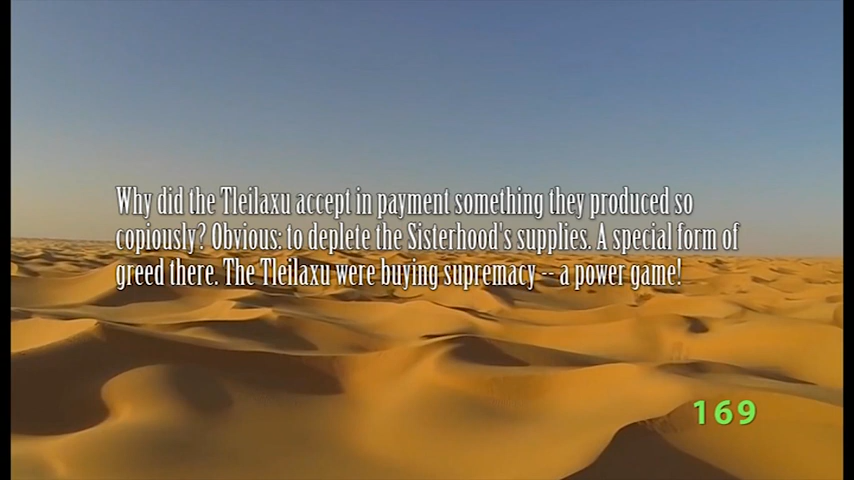 Why did the Tleilaxu accept in payment something they produced so
copiously? Obvious: to deplete the Sisterhood's supplies. A special form of
greed there. The Tleilaxu were buying supremacy -- a power game!
169